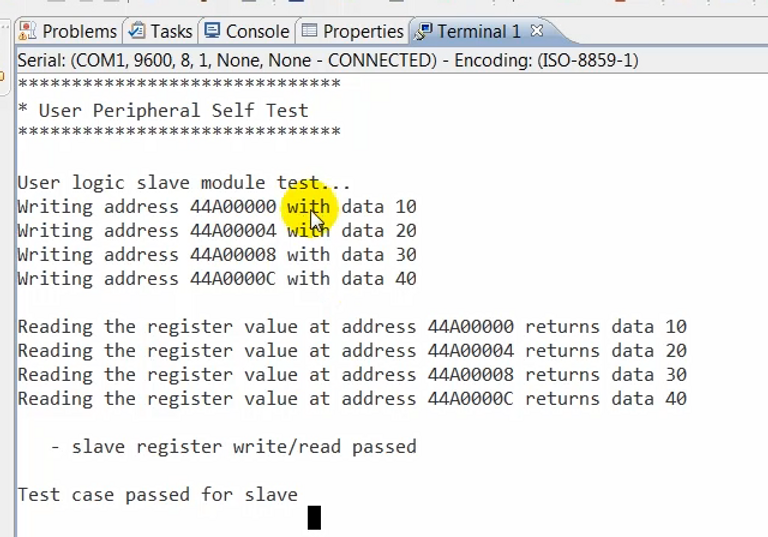 Problems Tasks Console Properties Terminal 1
Serial: (COM1, 9600, 8, 1, None, None - CONNECTED) - Encoding: (ISO-8859-1)
******************************
* User Peripheral Self Test
******************************
User logic slave module test...
Writing address 44A00000 with data 10
Writing address 44A00004 with data 20
Writing address 44A00008 with data 30
Writing address 44A0000C with data 40
Reading the register value at address 44A00000 returns data 10
Reading the register value at address 44A00004 returns data 20
Reading the register value at address 44A00008 returns data 30
Reading the register value at address 44A0000C returns data 40
- slave register write/read passed
Test case passed for slave